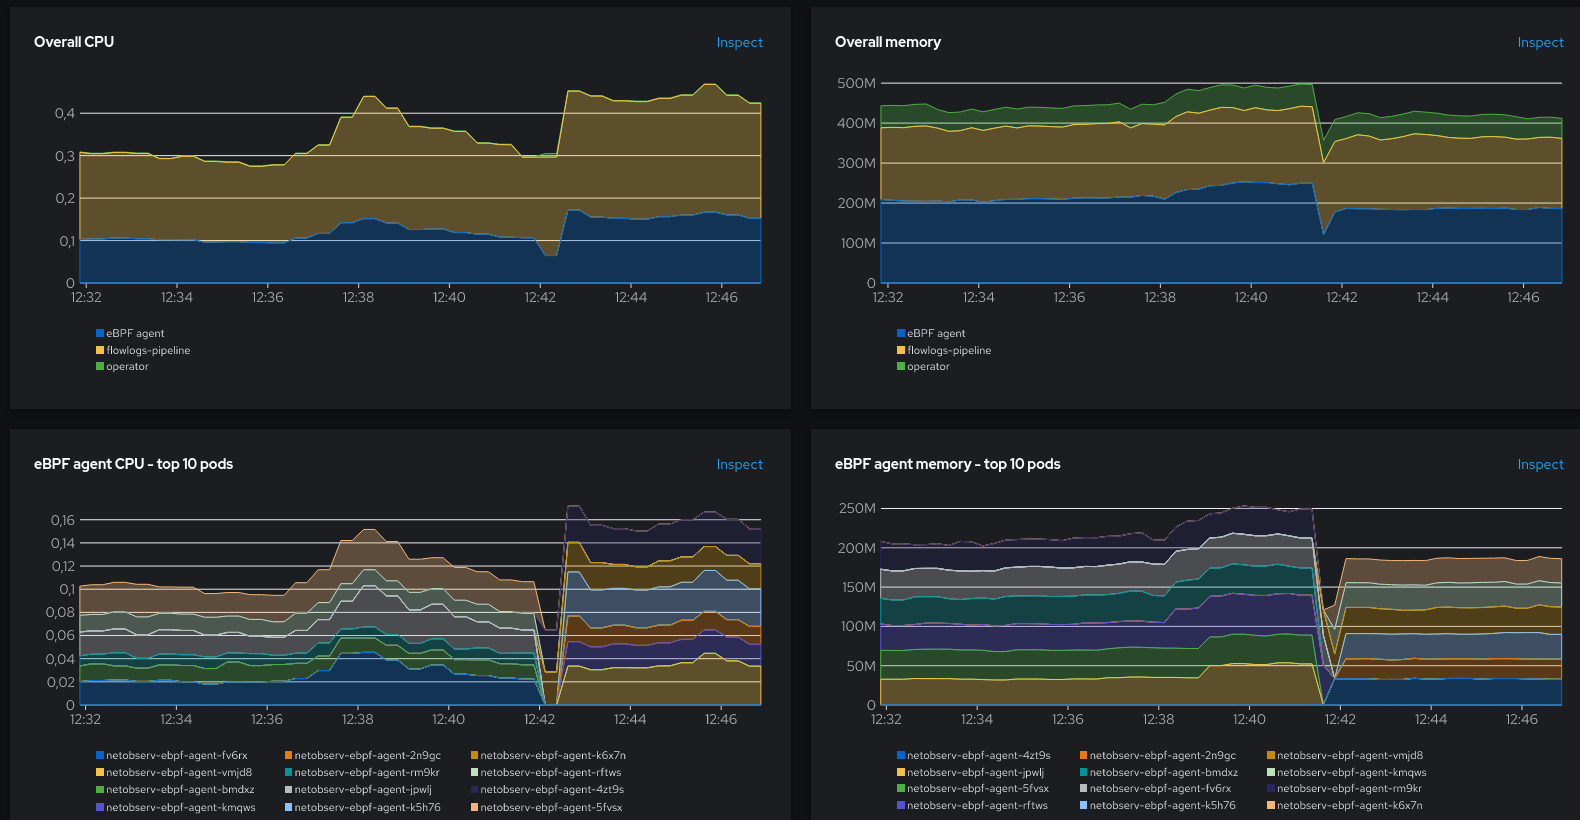 Overall CPU Inspect
0,4
0,3
0,2
0,1
0
12:32 12:34 12:36 12:38 12:40 12:42 12:44 12:46
eBPF agent
flowlogs-pipeline
operator
Overall memory Inspect
500M
400M
300M
200M
100M
0
12:32 12:34 12:36 12:38 12:40 12:42 12:44 12:46
eBPF agent
flowlogs-pipeline
operator
eBPF agent CPU - top 10 pods Inspect
0,16
0,14
0,12
0,1
0,08
0,06
0,04
0,02
0
12:32 12:34 12:36 12:38 12:40 12:42 12:44 12:46
netobserv-ebpf-agent-fv6rx netobserv-ebpf-agent-2n9gc netobserv-ebpf-agent-k6x7n
netobserv-ebpf-agent-vmjd8 netobserv-ebpf-agent-rm9kr netobserv-ebpf-agent-rftws
netobserv-ebpf-agent-bmdxz netobserv-ebpf-agent-jpwlj netobserv-ebpf-agent-4zt9s
netobserv-ebpf-agent-kmqws netobserv-ebpf-agent-k5h76 netobserv-ebpf-agent-5fvsx
eBPF agent memory - top 10 pods Inspect
250M
200M
150M
100M
50M
0
12:32 12:34 12:36 12:38 12:40 12:42 12:44 12:46
netobserv-ebpf-agent-4zt9s netobserv-ebpf-agent-2n9gc netobserv-ebpf-agent-vmjd8
netobserv-ebpf-agent-jpwlj netobserv-ebpf-agent-bmdxz netobserv-ebpf-agent-kmqws
netobserv-ebpf-agent-5fvsx netobserv-ebpf-agent-fv6rx netobserv-ebpf-agent-rm9kr
netobserv-ebpf-agent-rftws netobserv-ebpf-agent-k5h76 netobserv-ebpf-agent-k6x7n